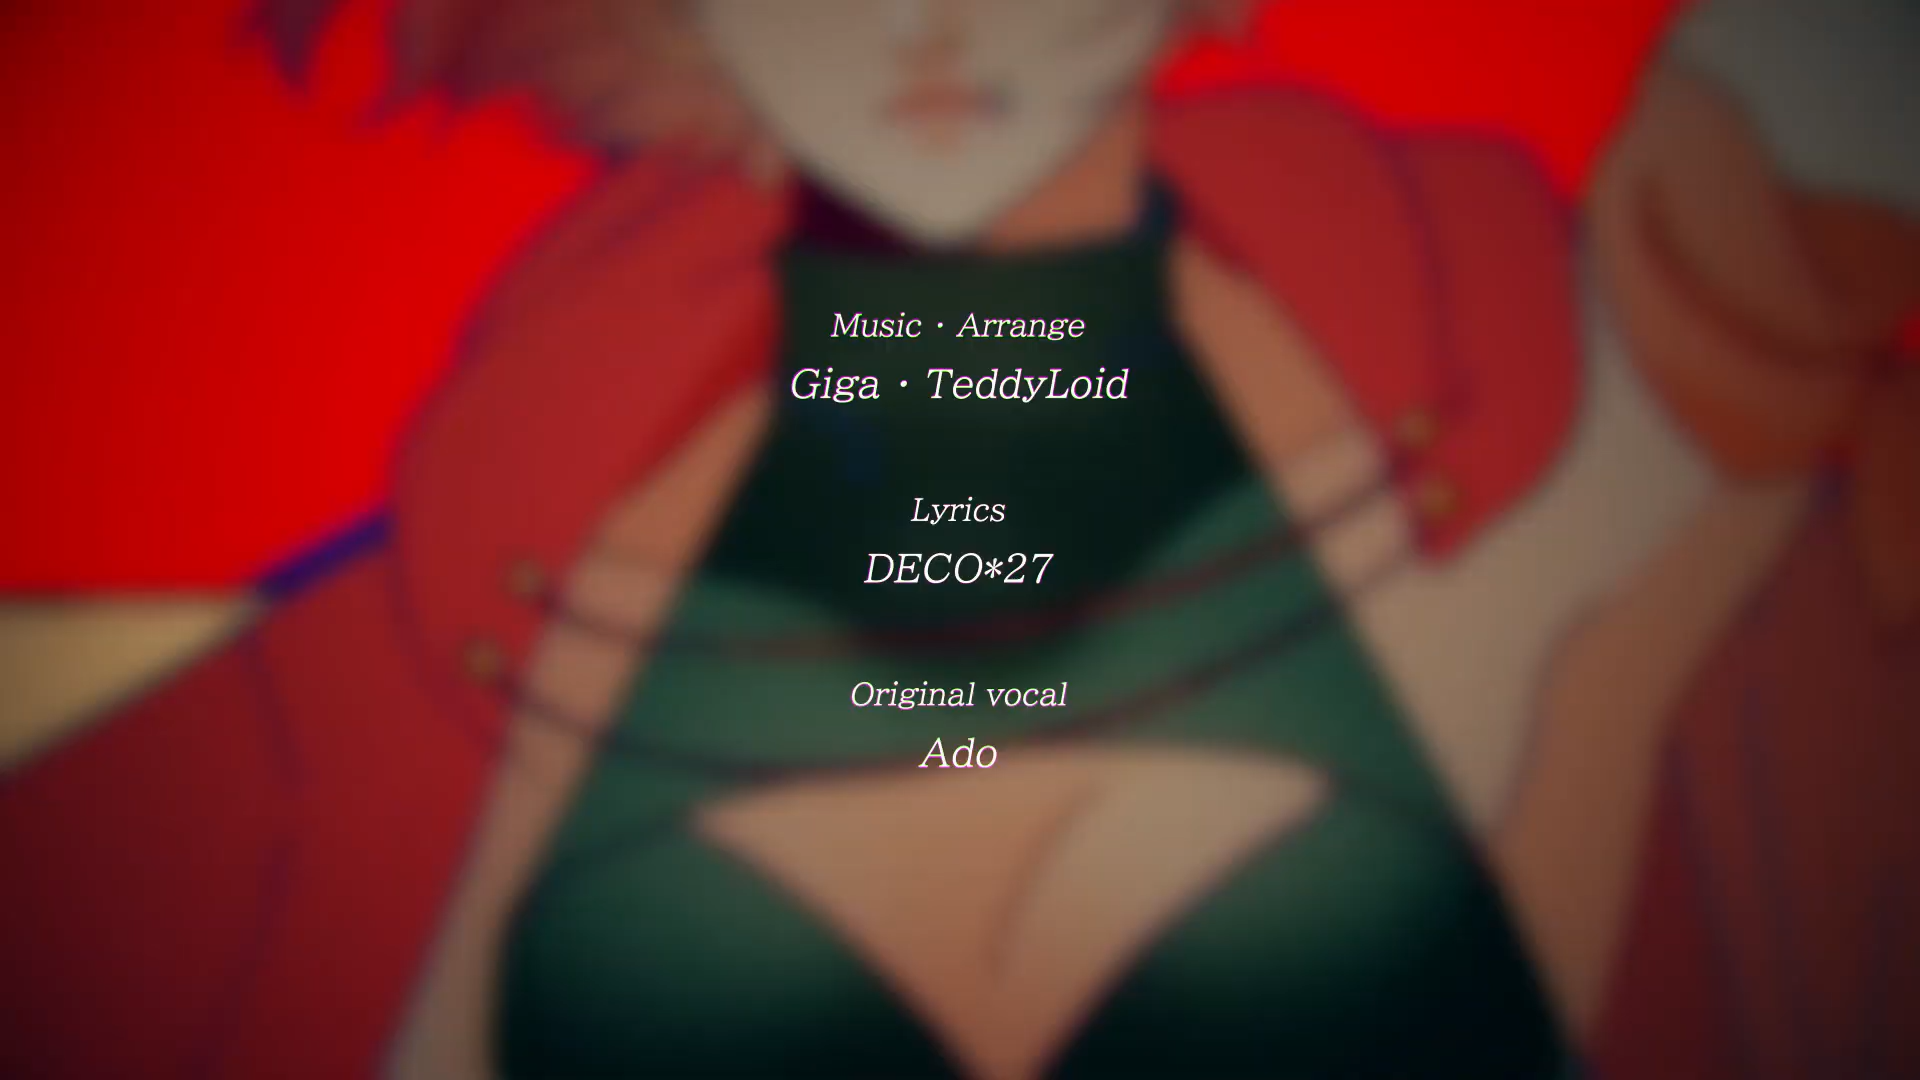 Music · Arrange
Giga · TeddyLoid
Lyrics
DECO*27
Original vocal
Ado